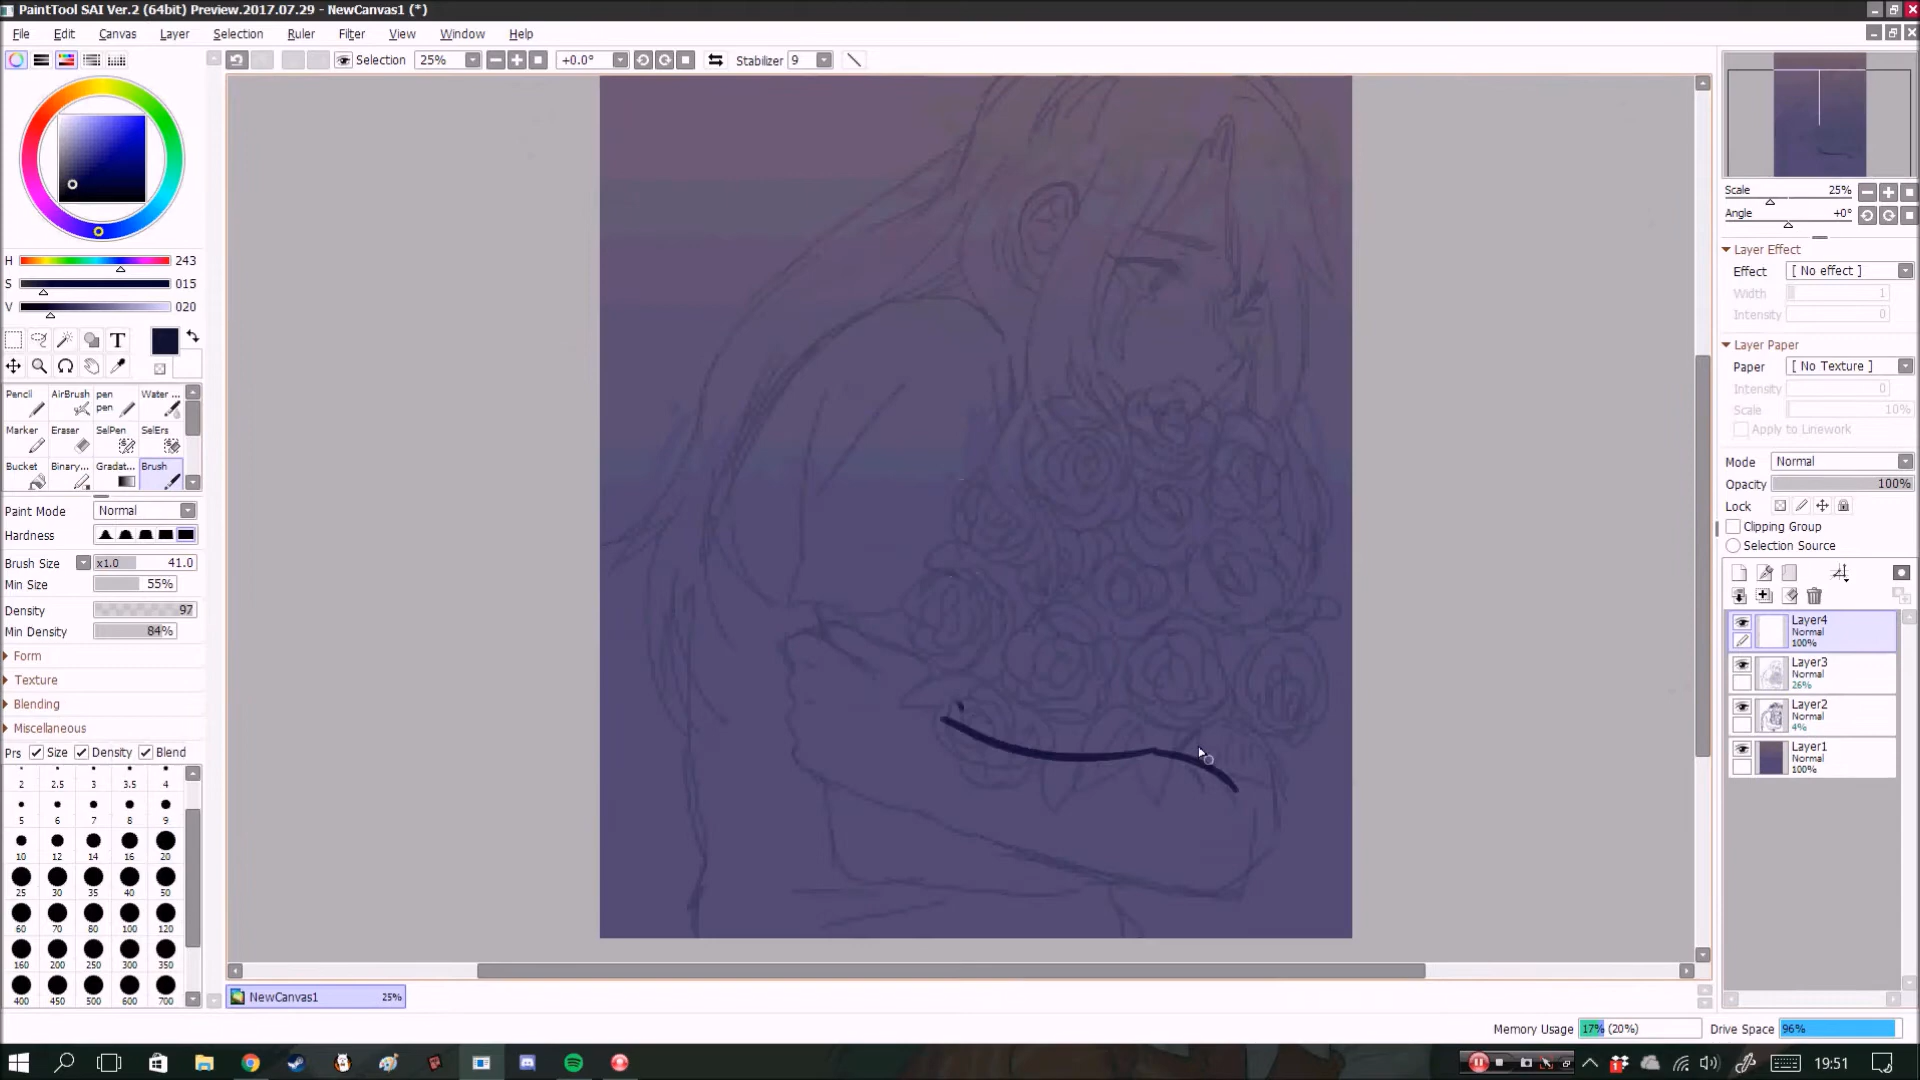 PaintTool SAI Ver.2 (64bit) Preview.2017.07.29 - NewCanvas1 (*)
File Edit Canvas Layer Selection Ruler Filter View Window Help
Selection 25% +0.0° Stabilizer 9
H 243
S 015
V 020
T
Pencil AirBrush pen Water ...
pen
Marker Eraser SelPen SelErs
Bucket Binary... Gradat... Brush
Paint Mode Normal
Hardness
Brush Size x1.0 41.0
Min Size 55%
Density 97
Min Density 84%
Form
Texture
Blending
Miscellaneous
Prs Size Density Blend
2 2.5 3 3.5 4
5 6 7 8 9
10 12 14 16 20
25 30 35 40 50
60 70 80 100 120
160 200 250 300 350
400 450 500 600 700
Scale 25%
Angle +0°
Layer Effect
Effect [ No effect ]
Width 1
Intensity 0
Layer Paper
Paper [ No Texture ]
Intensity 0
Scale 10%
Apply to Linework
Mode Normal
Opacity 100%
Lock
Clipping Group
Selection Source
Layer4
Normal
100%
Layer3
Normal
26%
Layer2
Normal
4%
Layer1
Normal
100%
NewCanvas1 25%
Memory Usage 17% (20%) Drive Space 96%
19:51